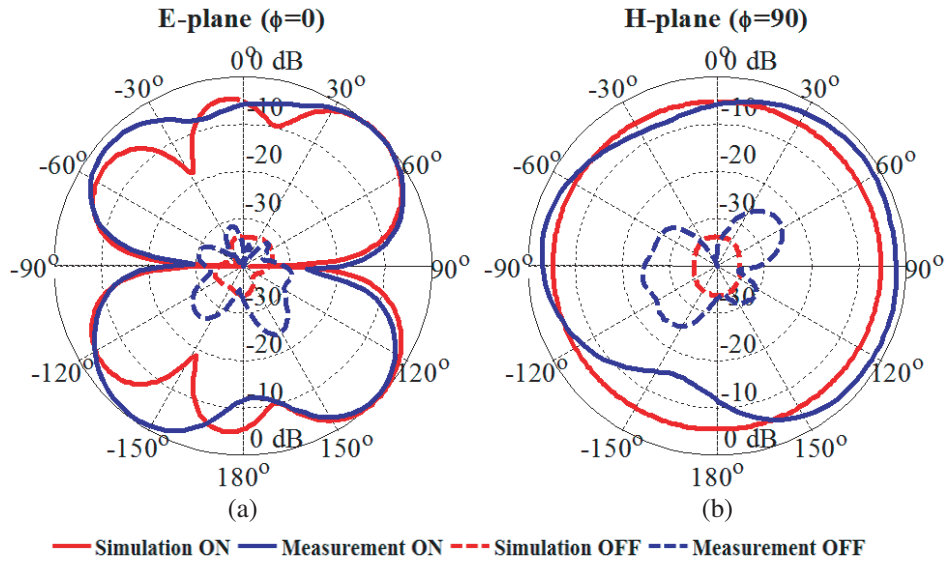 E-plane (ϕ=0)
0° 0 dB
-30° 30°
-10
-60° 60°
-20
-30
-90° 90°
-30
-20
-120° 120°
-10
-150° 0 dB 150°
180°
(a)
H-plane (ϕ=90)
0° 0 dB
-30° 30°
-10
-60° 60°
-20
-30
-90° 90°
-30
-20
-120° 120°
-10
-150° 0 dB 150°
180°
(b)
Simulation ON Measurement ON Simulation OFF Measurement OFF